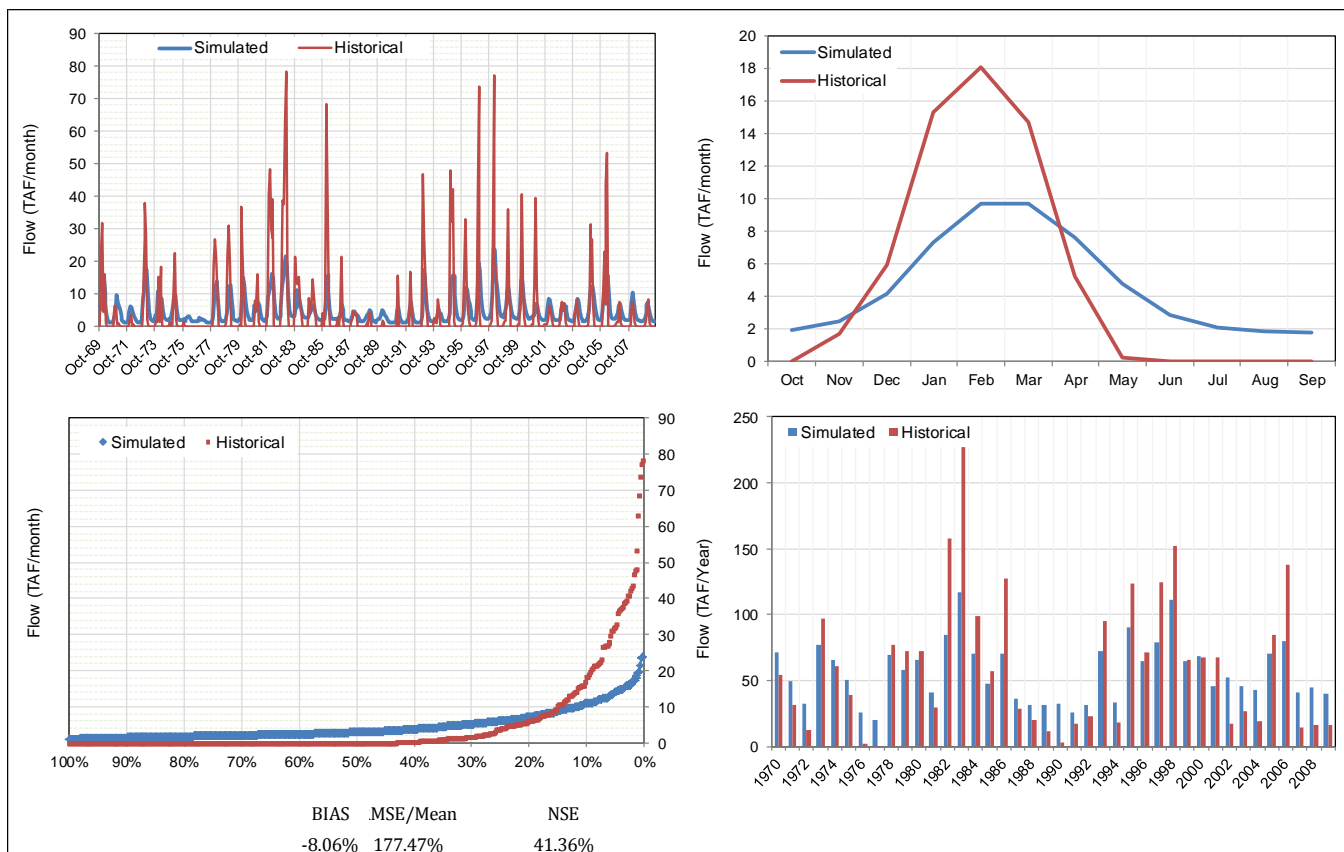 Simulated Historical
Flow (TAF/month)
90
80
70
60
50
40
30
20
10
0
Oct-69 Oct-71 Oct-73 Oct-75 Oct-77 Oct-79 Oct-81 Oct-83 Oct-85 Oct-87 Oct-89 Oct-91 Oct-93 Oct-95 Oct-97 Oct-99 Oct-01 Oct-03 Oct-05 Oct-07
Simulated
Historical
Flow (TAF/month)
20
18
16
14
12
10
8
6
4
2
0
Oct Nov Dec Jan Feb Mar Apr May Jun Jul Aug Sep
Simulated Historical
Flow (TAF/month)
90
80
70
60
50
40
30
20
10
0
100% 90% 80% 70% 60% 50% 40% 30% 20% 10% 0%
Simulated Historical
Flow (TAF/Year)
250
200
150
100
50
0
1970 1972 1974 1976 1978 1980 1982 1984 1986 1988 1990 1992 1994 1996 1998 2000 2002 2004 2006 2008
BIAS MSE/Mean NSE
-8.06% 177.47% 41.36%